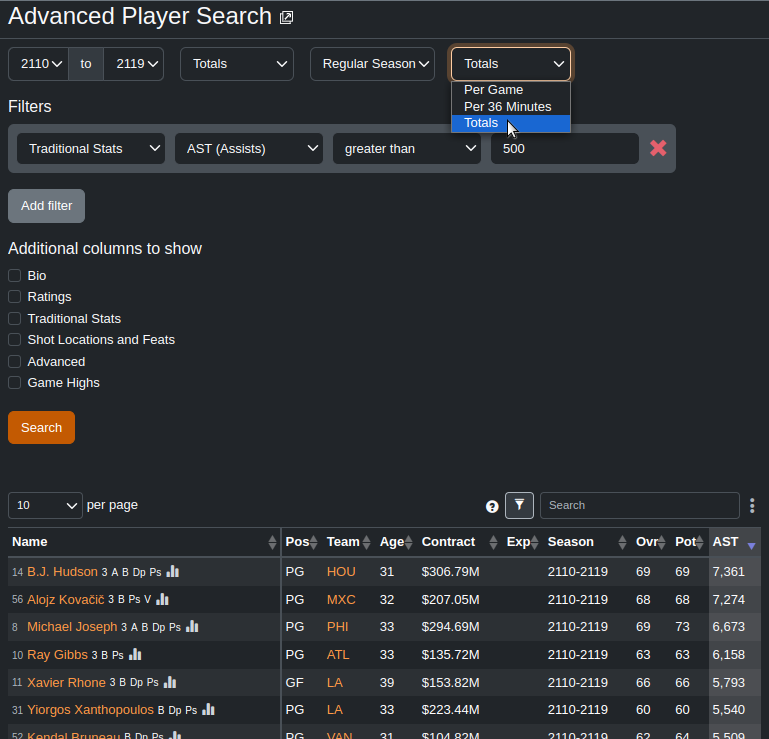 Advanced Player Search
2110 to 2119 Totals Regular Season Totals
Per Game
Per 36 Minutes
Totals
Filters
Traditional Stats AST (Assists) greater than 500
Add filter
Additional columns to show
Bio
Ratings
Traditional Stats
Shot Locations and Feats
Advanced
Game Highs
Search
10 per page ? Search
Name Pos Team Age Contract Exp Season Ovr Pot AST
14 B.J. Hudson 3 A B Dp Ps PG HOU 31 $306.79M 2110-2119 69 69 7,361
56 Alojz Kovačič 3 B Ps V PG MXC 32 $207.05M 2110-2119 68 68 7,274
8 Michael Joseph 3 A B Dp Ps PG PHI 33 $294.69M 2110-2119 69 73 6,673
10 Ray Gibbs 3 B Ps PG ATL 33 $135.72M 2110-2119 63 63 6,158
11 Xavier Rhone 3 B Dp Ps GF LA 39 $153.82M 2110-2119 66 66 5,793
31 Yiorgos Xanthopoulos B Dp Ps PG LA 33 $223.44M 2110-2119 60 60 5,540
52 Kendal Bruneau B Dp Ps PG VAN 31 $104.82M 2110-2119 62 64 5,509